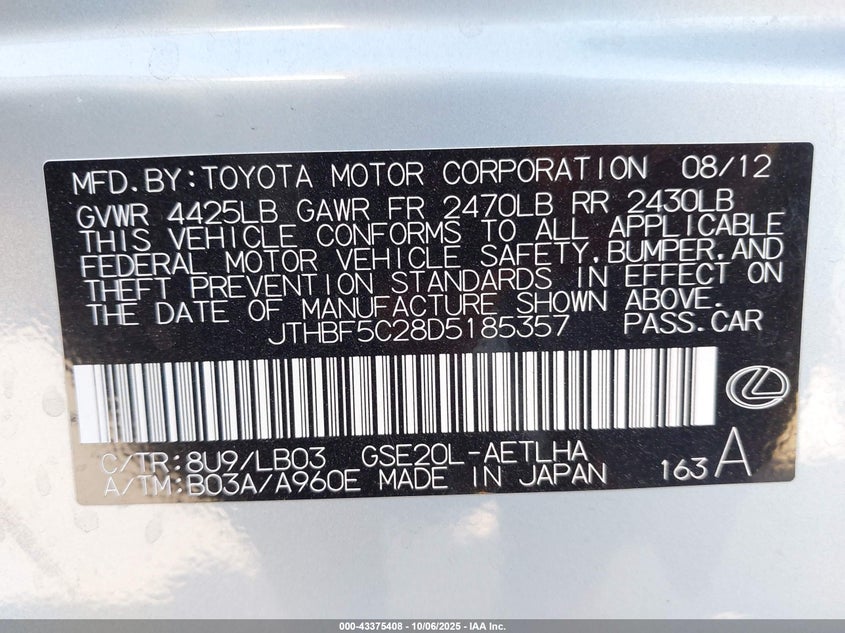 MFD.BY:TOYOTA MOTOR CORPORATION 08/12
GVWR 4425LB GAWR FR 2470LB RR 2430LB
THIS VEHICLE CONFORMS TO ALL APPLICABLE
FEDERAL MOTOR VEHICLE SAFETY,BUMPER,AND
THEFT PREVENTION STANDARDS IN EFFECT ON
THE DATE OF MANUFACTURE SHOWN ABOVE.
JTHBF5C28D5185357 PASS.CAR
C/TR:8U9/LB03 GSE20L-AETLHA
A/TM:B03A/A960E MADE IN JAPAN 163 A
000-43375408 - 10/06/2025 - IAA Inc.